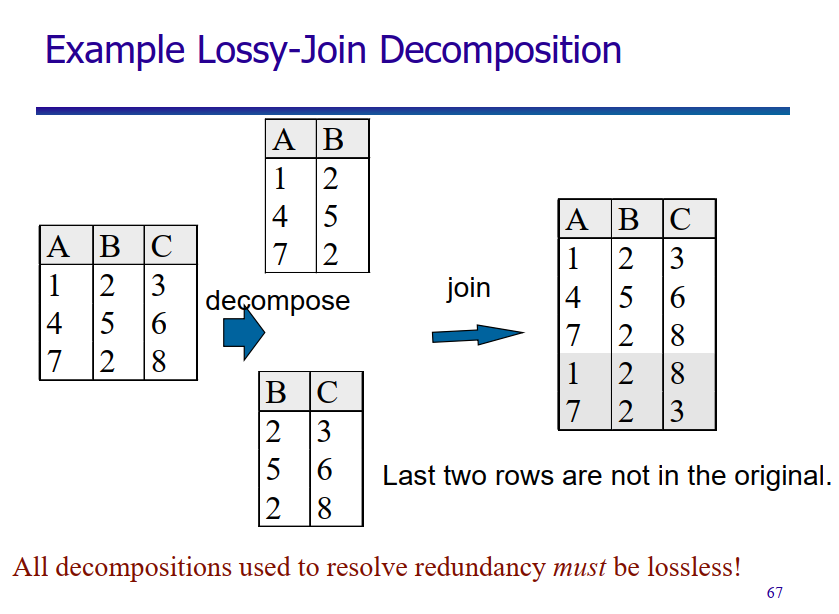 Example Lossy-Join Decomposition
A B C
1 2 3
4 5 6
7 2 8
decompose
A B
1 2
4 5
7 2
B C
2 3
5 6
2 8
join
A B C
1 2 3
4 5 6
7 2 8
1 2 8
7 2 3
Last two rows are not in the original.
All decompositions used to resolve redundancy must be lossless!
67